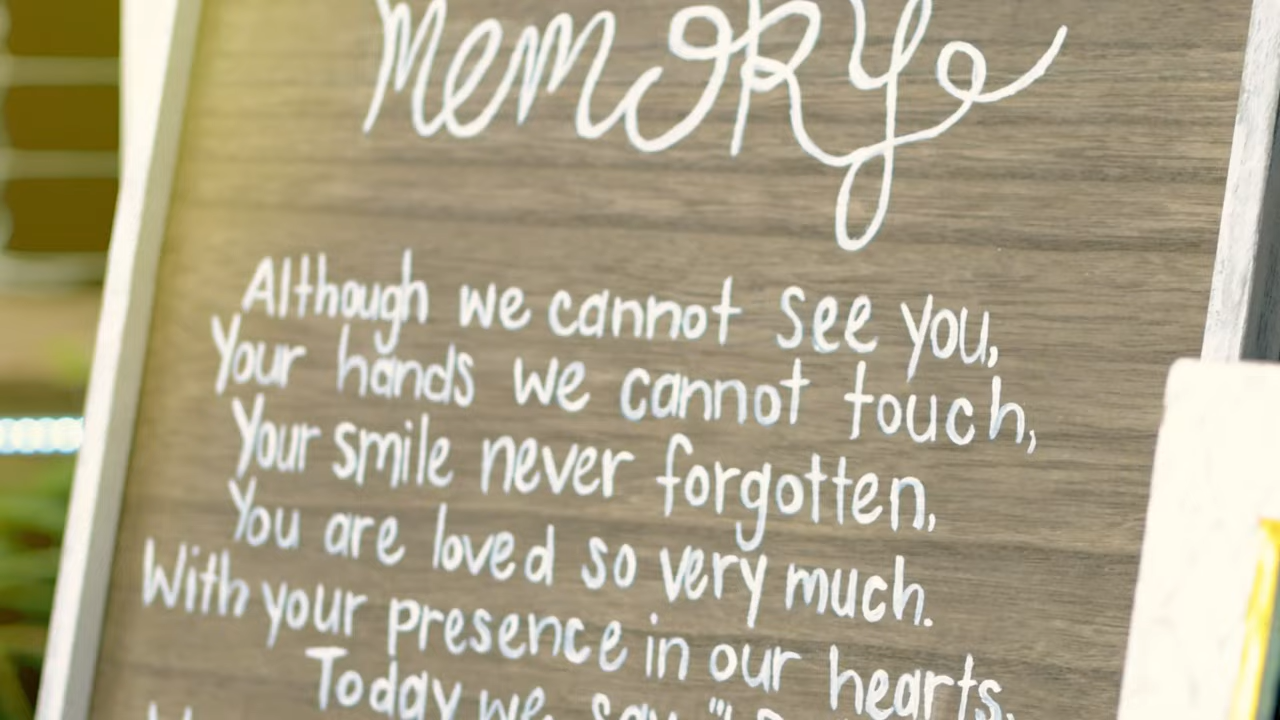 Memory
Although we cannot see you,
Your hands we cannot touch,
Your smile never forgotten,
You are loved so very much.
With your presence in our hearts,
Today we say "I